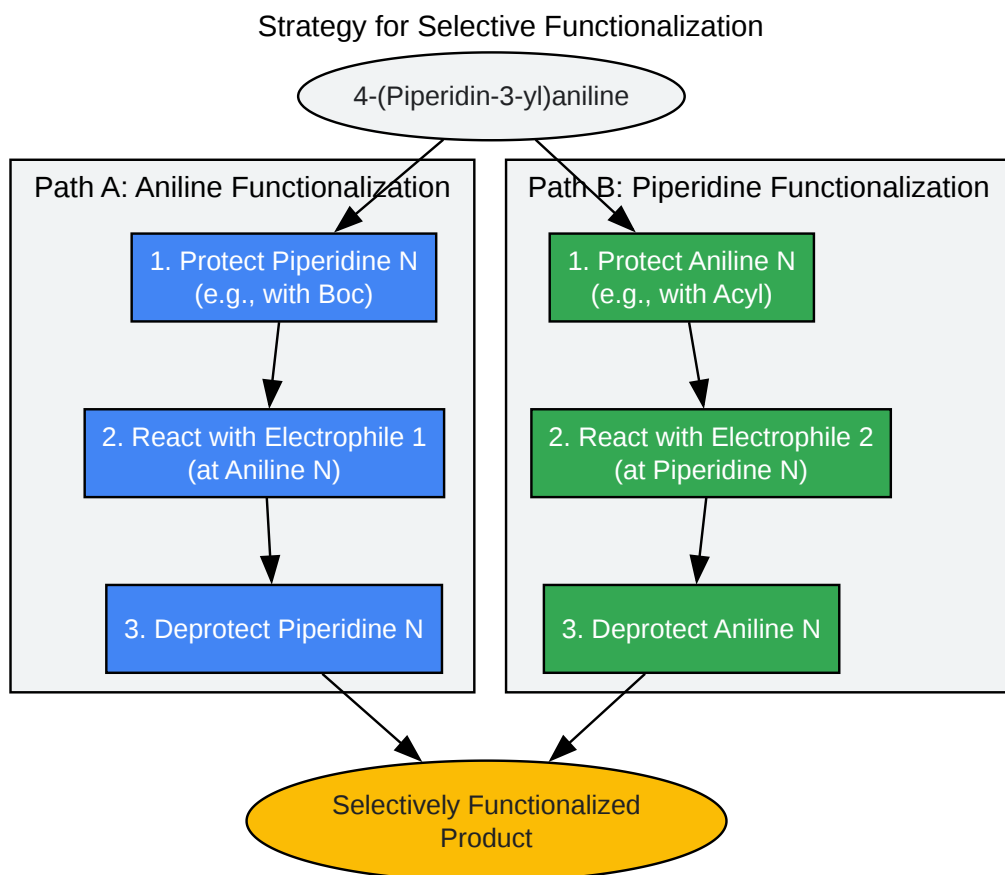 Strategy for Selective Functionalization
4-(Piperidin-3-yl)aniline
Path A: Aniline Functionalization
1. Protect Piperidine N
(e.g., with Boc)
2. React with Electrophile 1
(at Aniline N)
3. Deprotect Piperidine N
Path B: Piperidine Functionalization
1. Protect Aniline N
(e.g., with Acyl)
2. React with Electrophile 2
(at Piperidine N)
3. Deprotect Aniline N
Selectively Functionalized
Product